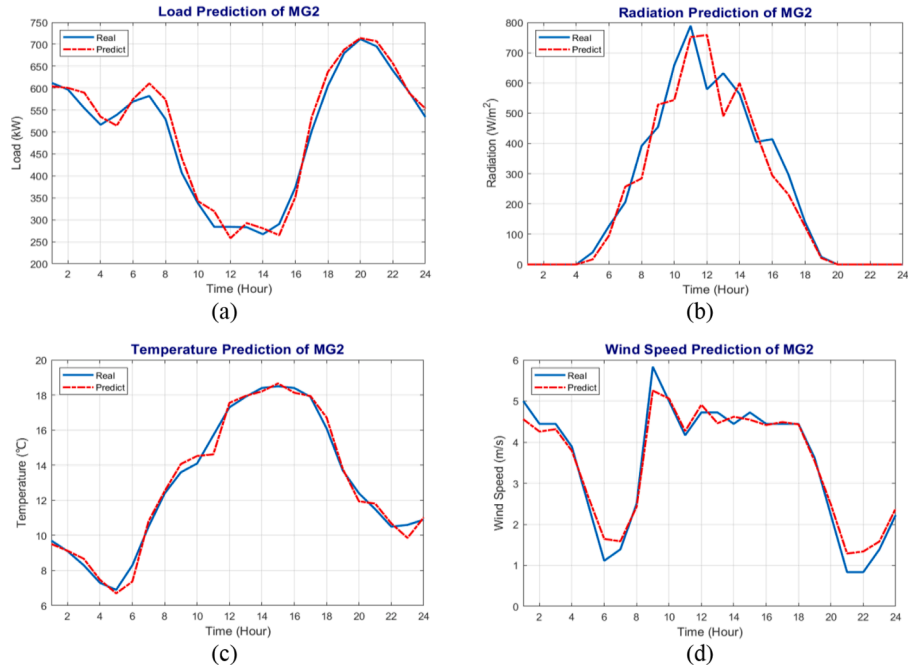 Load Prediction of MG2
750
700
650
600
550
500
450
400
350
300
250
200
Load (kW)
Real
Predict
2 4 6 8 10 12 14 16 18 20 22 24
Time (Hour)
(a)
Radiation Prediction of MG2
800
700
600
500
400
300
200
100
0
Radiation (W/m²)
Real
Predict
2 4 6 8 10 12 14 16 18 20 22 24
Time (Hour)
(b)
Temperature Prediction of MG2
20
18
16
14
12
10
8
6
Temperature (℃)
Real
Predict
2 4 6 8 10 12 14 16 18 20 22 24
Time (Hour)
(c)
Wind Speed Prediction of MG2
6
5
4
3
2
1
0
Wind Speed (m/s)
Real
Predict
2 4 6 8 10 12 14 16 18 20 22 24
Time (Hour)
(d)